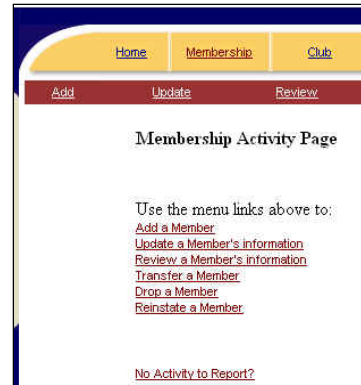 Home Membership Club
Add Update Review
Membership Activity Page
Use the menu links above to:
Add a Member
Update a Member's information
Review a Member's information
Transfer a Member
Drop a Member
Reinstate a Member
No Activity to Report?